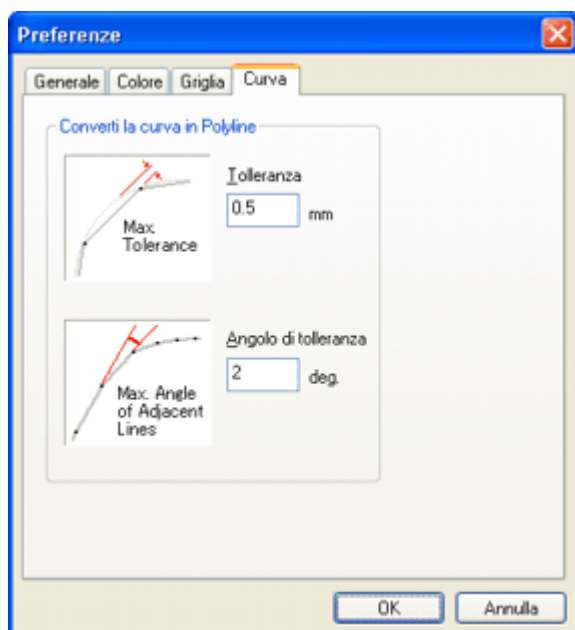 Preferenze
Generale Colore Griglia Curva
Converti la curva in Polyline
Max.
Tolerance
Tolleranza
0.5 mm
Max. Angle
of Adjacent
Lines
Angolo di tolleranza
2 deg.
OK Annulla